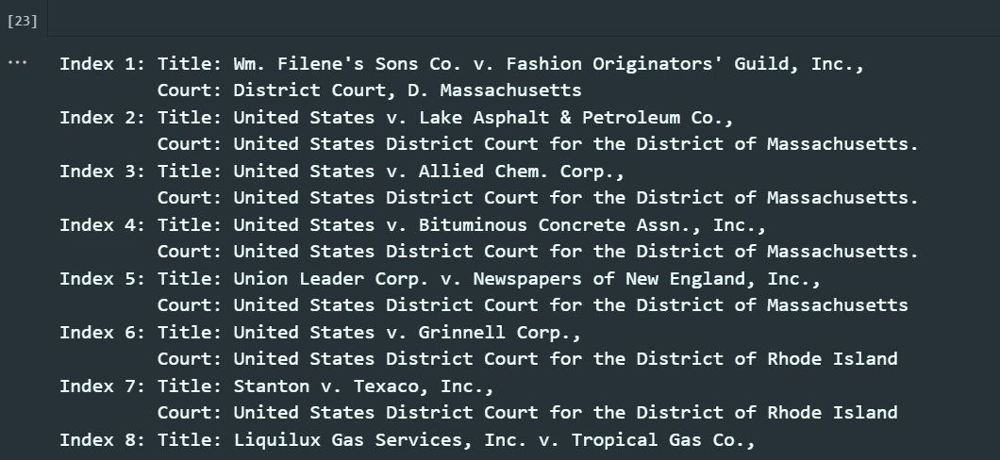 [23]
... Index 1: Title: Wm. Filene's Sons Co. v. Fashion Originators' Guild, Inc.,
Court: District Court, D. Massachusetts
Index 2: Title: United States v. Lake Asphalt & Petroleum Co.,
Court: United States District Court for the District of Massachusetts.
Index 3: Title: United States v. Allied Chem. Corp.,
Court: United States District Court for the District of Massachusetts.
Index 4: Title: United States v. Bituminous Concrete Assn., Inc.,
Court: United States District Court for the District of Massachusetts.
Index 5: Title: Union Leader Corp. v. Newspapers of New England, Inc.,
Court: United States District Court for the District of Massachusetts
Index 6: Title: United States v. Grinnell Corp.,
Court: United States District Court for the District of Rhode Island
Index 7: Title: Stanton v. Texaco, Inc.,
Court: United States District Court for the District of Rhode Island
Index 8: Title: Liquilux Gas Services, Inc. v. Tropical Gas Co.,